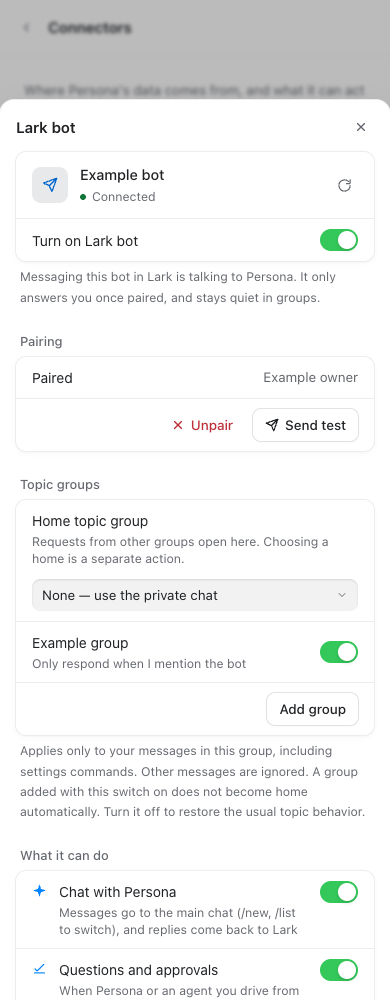 Connectors
Where Persona's data comes from, and what it can act
Lark bot
Example bot
Connected
Turn on Lark bot
Messaging this bot in Lark is talking to Persona. It only
answers you once paired, and stays quiet in groups.
Pairing
Paired
Example owner
Unpair
Send test
Topic groups
Home topic group
Requests from other groups open here. Choosing a
home is a separate action.
None — use the private chat
Example group
Only respond when I mention the bot
Add group
Applies only to your messages in this group, including
settings commands. Other messages are ignored. A group
added with this switch on does not become home
automatically. Turn it off to restore the usual topic behavior.
What it can do
Chat with Persona
Messages go to the main chat (/new, /list
to switch), and replies come back to Lark
Questions and approvals
When Persona or an agent you drive from